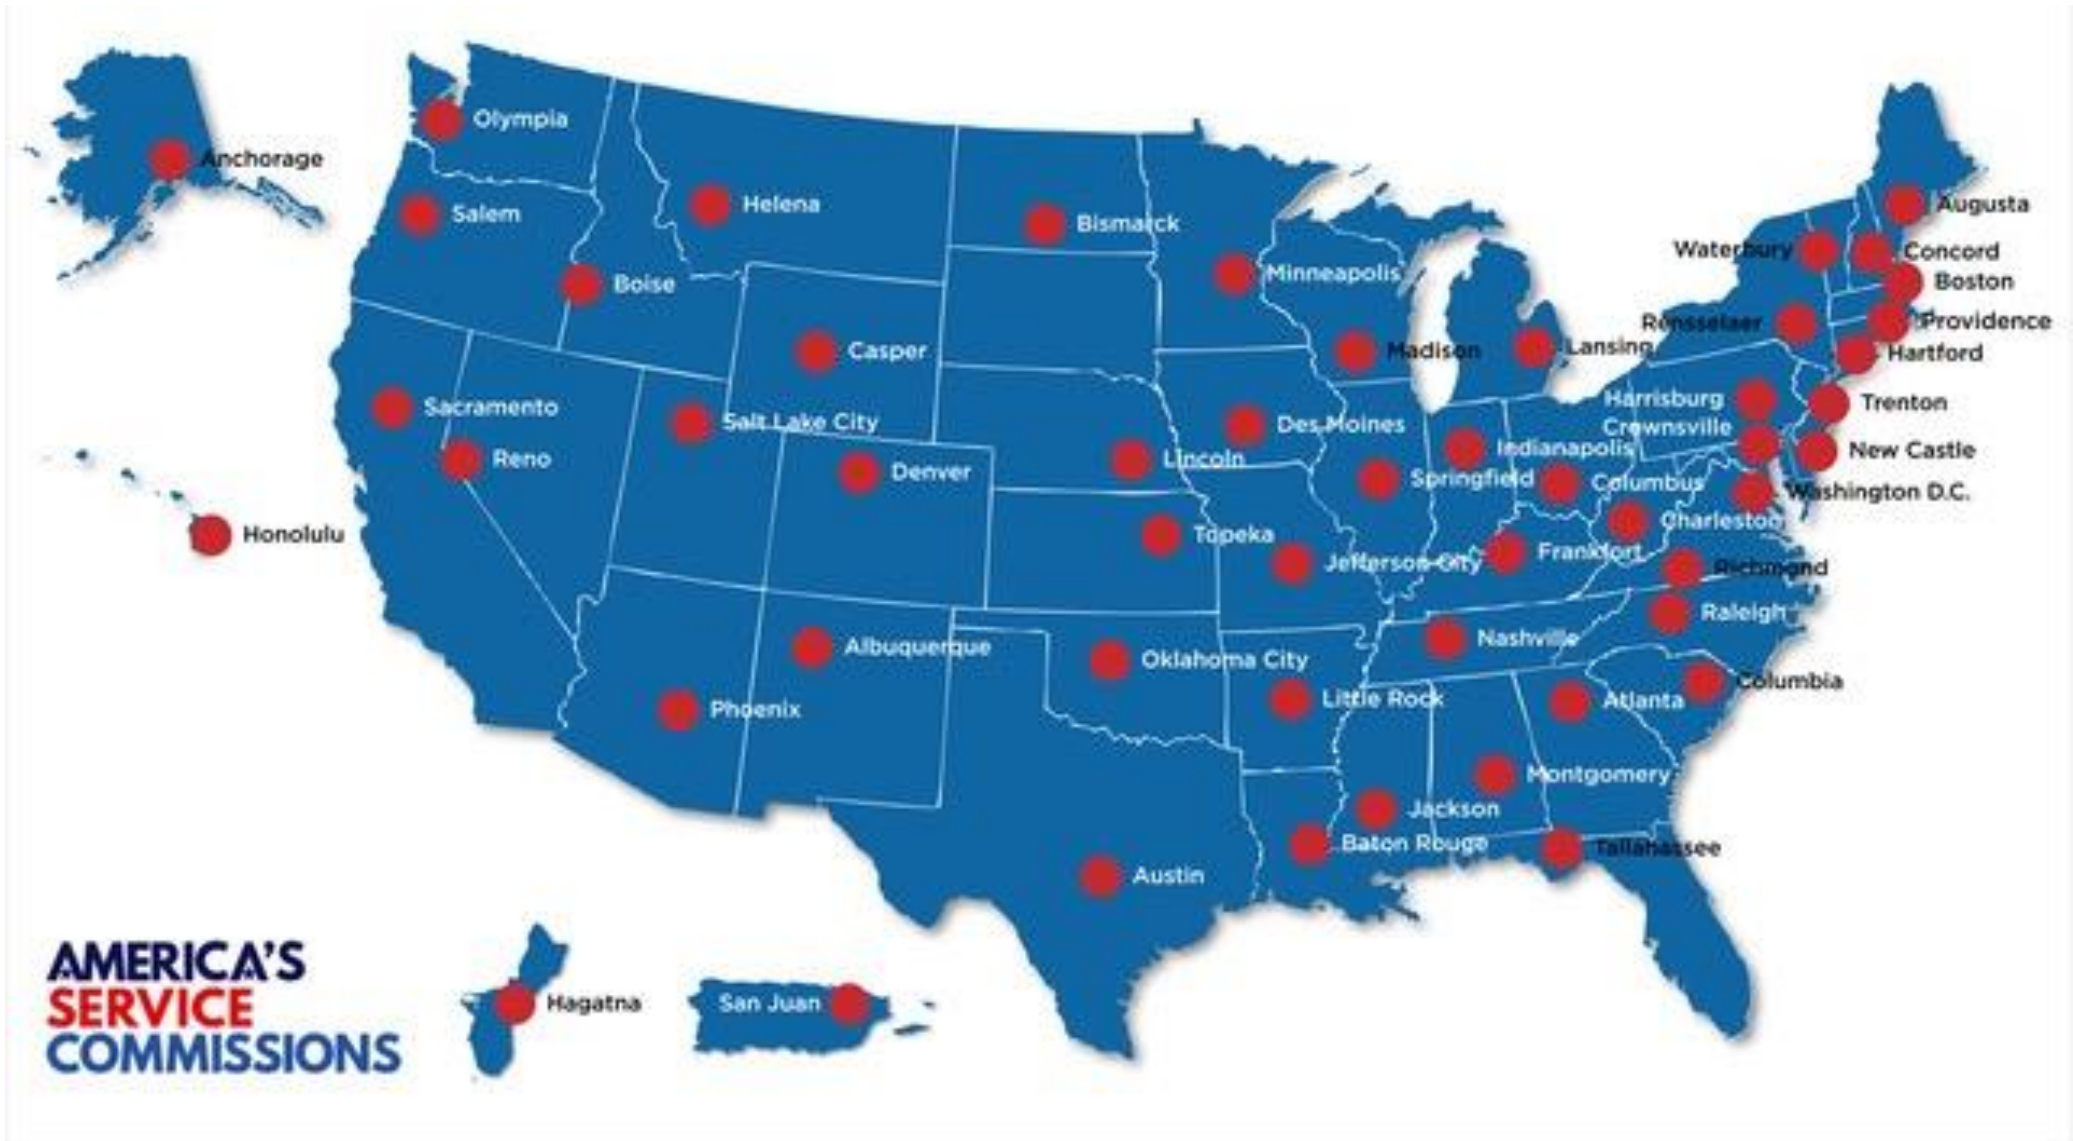 Olympia
Anchorage
Helena
Salem
Bismarck
Augusta
Waterbury
Concord
Minneapolis
Boise
Boston
Rensselaer
Providence
Casper
Madison
Lansing
Hartford
Harrisburg
Trenton
Sacramento
Salt Lake City
Des Moines
Crownsville
Indianapolis
New Castle
Reno
Lincoln
Denver
Springfield
Columbus
Washington D.C.
Charleston
Honolulu
Topeka
Frankfort
Jefferson City
Richmond
Raleigh
Nashville
Albuquerque
Oklahoma City
Columbia
Little Rock
Atlanta
Phoenix
Montgomery
Jackson
Baton Rouge
Tallahassee
Austin
AMERICA'S
SERVICE
COMMISSIONS
Hagatna
San Juan